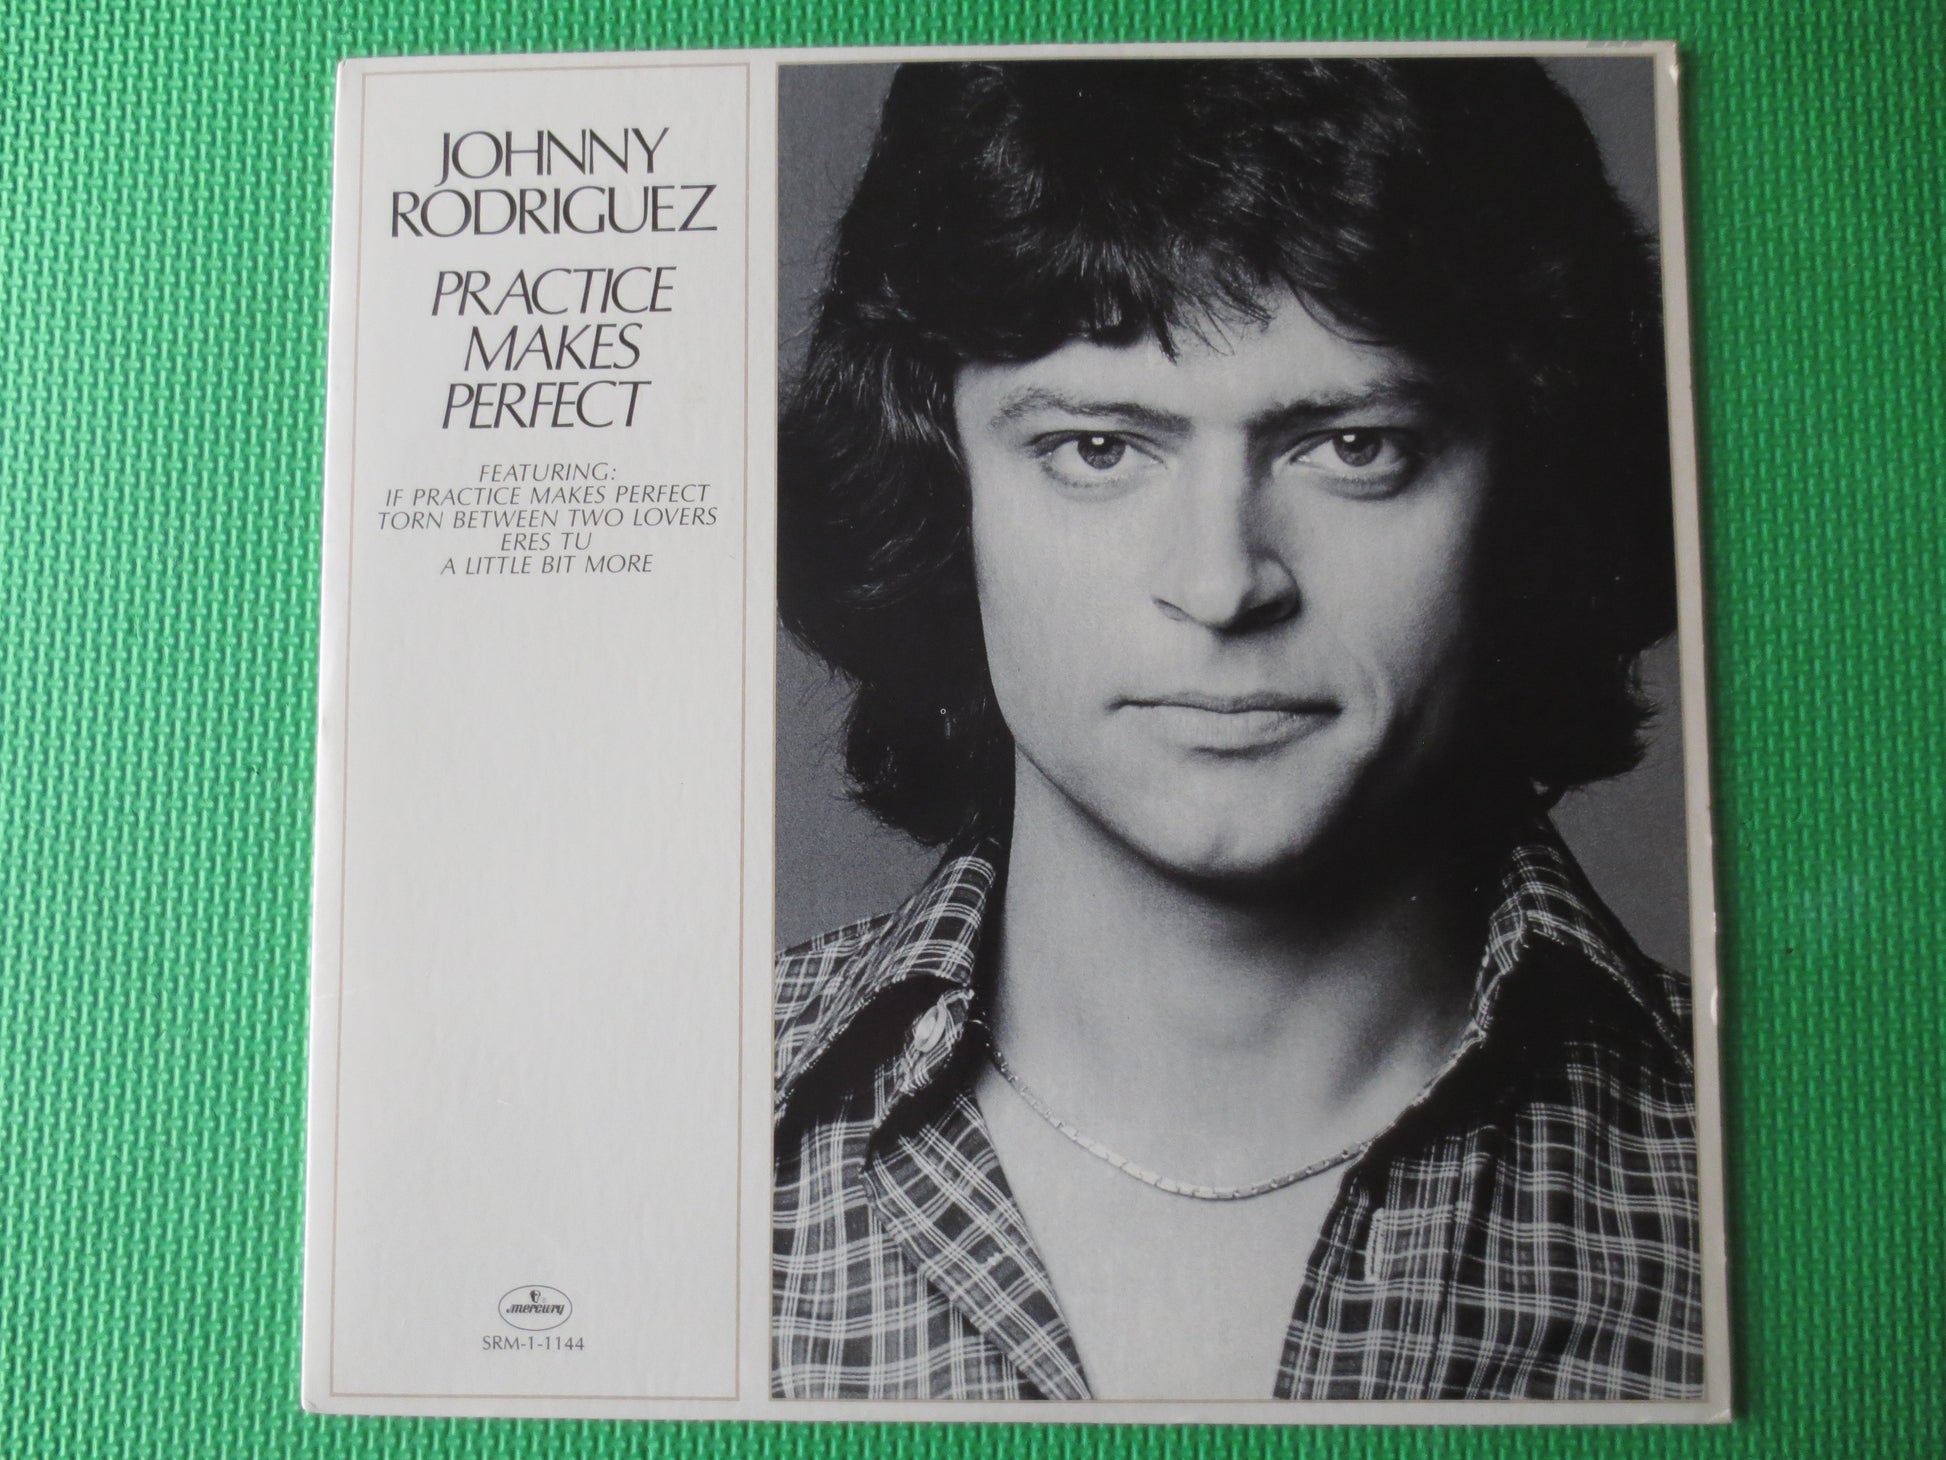 JOHNNY
RODRIGUEZ
PRACTICE
MAKES
PERFECT
FEATURING:
IF PRACTICE MAKES PERFECT
TORN BETWEEN TWO LOVERS
ERES TU
A LITTLE BIT MORE
mercury
SRM-1-1144